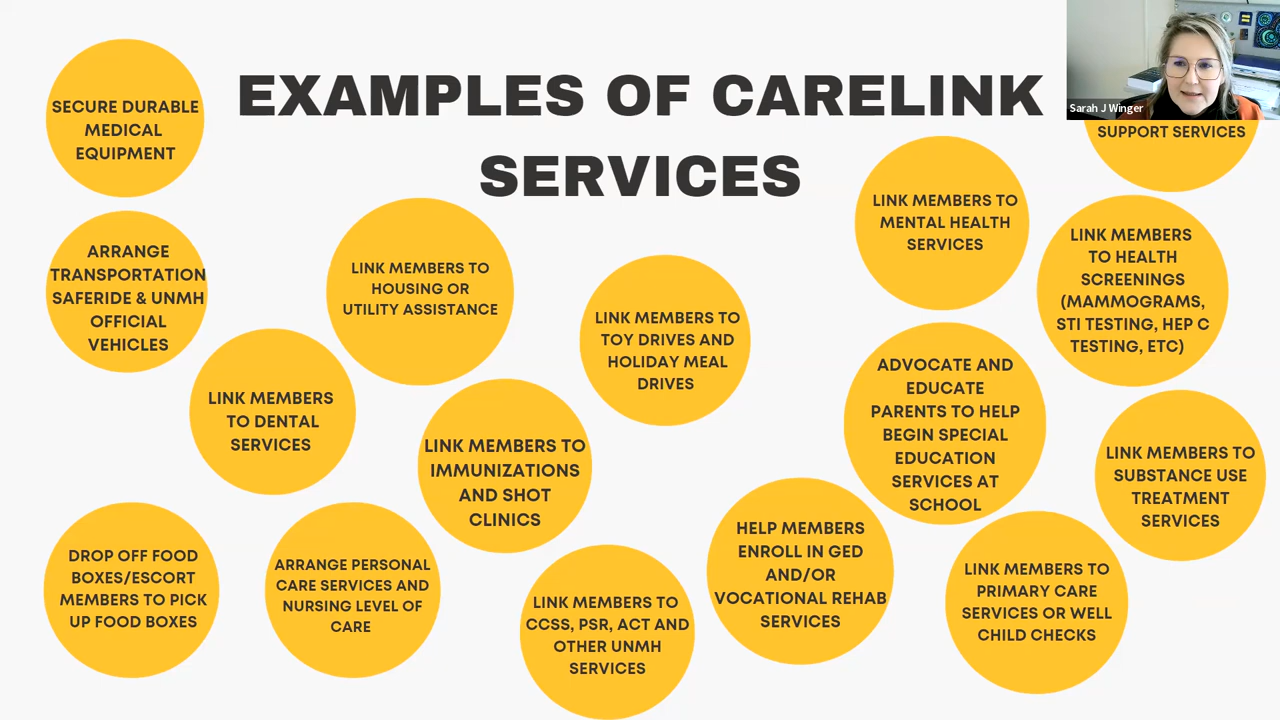 EXAMPLES OF CARELINK
SERVICES
Sarah J Winger
SECURE DURABLE
MEDICAL
EQUIPMENT
SUPPORT SERVICES
ARRANGE
TRANSPORTATION
SAFERIDE & UNMH
OFFICIAL
VEHICLES
LINK MEMBERS TO
HOUSING OR
UTILITY ASSISTANCE
LINK MEMBERS TO
TOY DRIVES AND
HOLIDAY MEAL
DRIVES
LINK MEMBERS TO
MENTAL HEALTH
SERVICES
LINK MEMBERS
TO HEALTH
SCREENINGS
(MAMMOGRAMS,
STI TESTING, HEP C
TESTING, ETC)
LINK MEMBERS
TO DENTAL
SERVICES
LINK MEMBERS TO
IMMUNIZATIONS
AND SHOT
CLINICS
ADVOCATE AND
EDUCATE
PARENTS TO HELP
BEGIN SPECIAL
EDUCATION
SERVICES AT
SCHOOL
LINK MEMBERS TO
SUBSTANCE USE
TREATMENT
SERVICES
DROP OFF FOOD
BOXES/ESCORT
MEMBERS TO PICK
UP FOOD BOXES
ARRANGE PERSONAL
CARE SERVICES AND
NURSING LEVEL OF
CARE
LINK MEMBERS TO
CCSS, PSR, ACT AND
OTHER UNMH
SERVICES
HELP MEMBERS
ENROLL IN GED
AND/OR
VOCATIONAL REHAB
SERVICES
LINK MEMBERS TO
PRIMARY CARE
SERVICES OR WELL
CHILD CHECKS